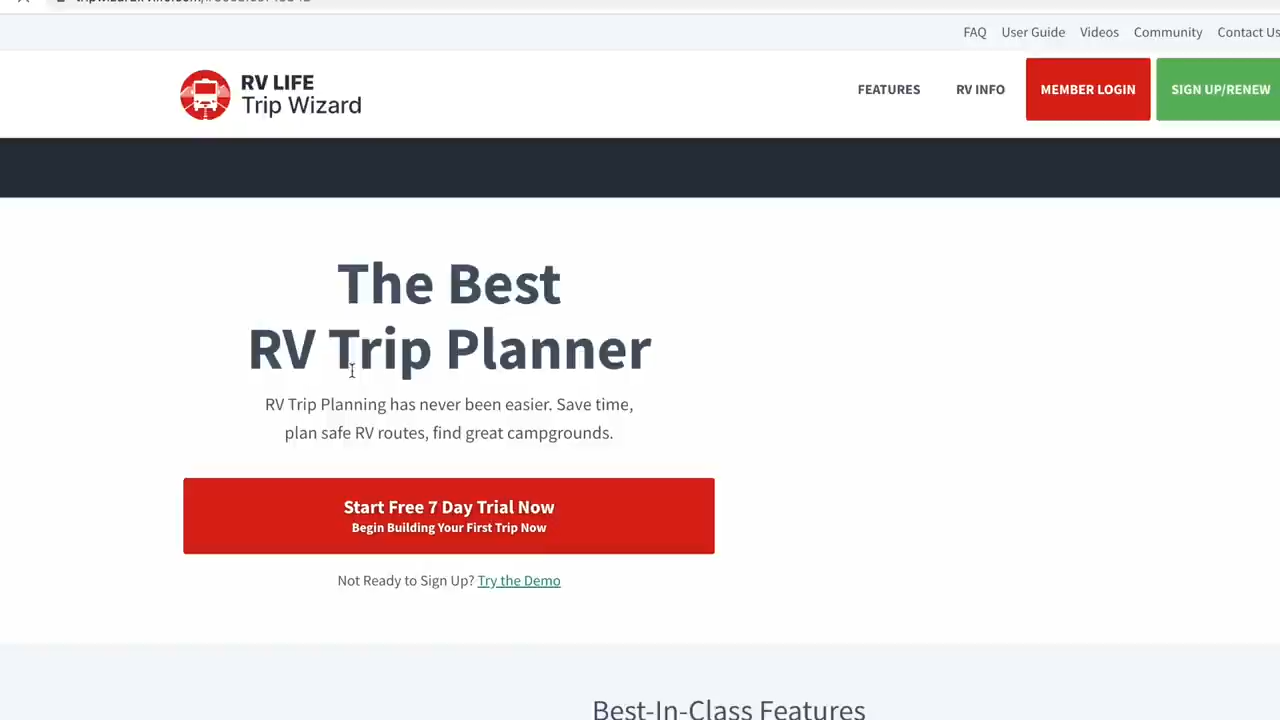 FAQ User Guide Videos Community Contact Us
RV LIFE
Trip Wizard
FEATURES RV INFO MEMBER LOGIN SIGN UP/RENEW
The Best
RV Trip Planner
RV Trip Planning has never been easier. Save time,
plan safe RV routes, find great campgrounds.
Start Free 7 Day Trial Now
Begin Building Your First Trip Now
Not Ready to Sign Up? Try the Demo
Best-In-Class Features